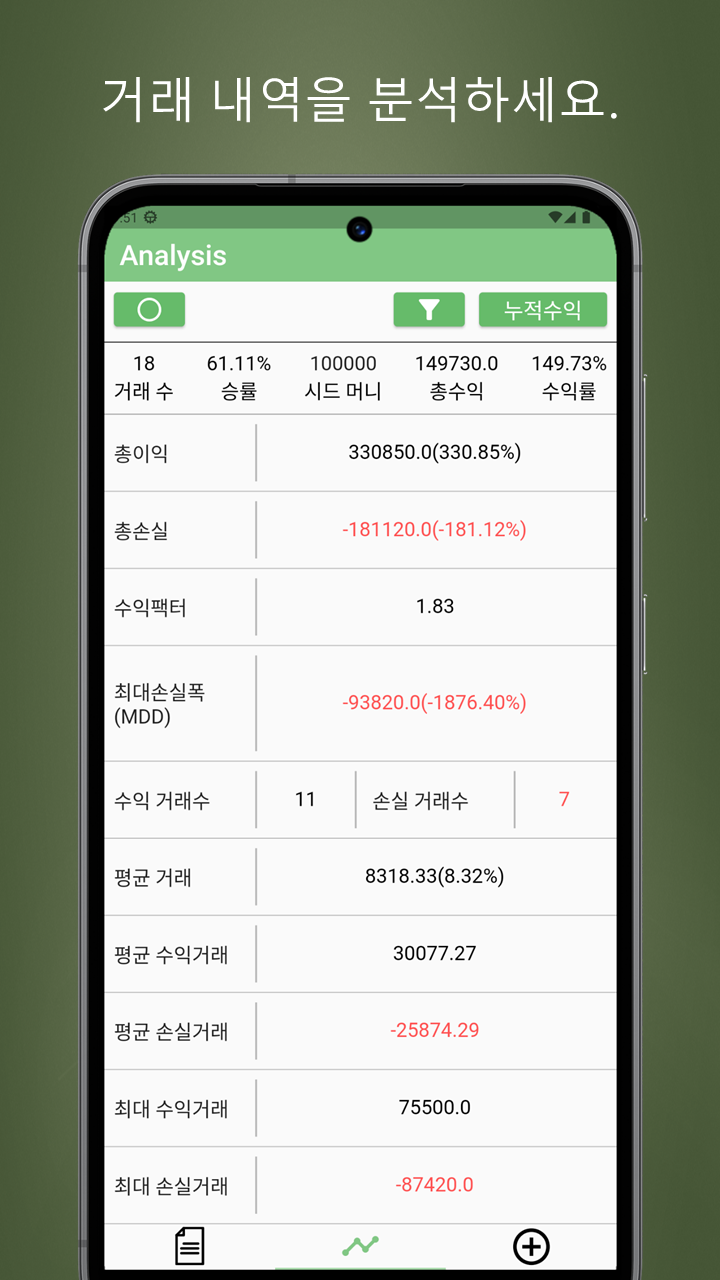 거래 내역을 분석하세요.
:51
Analysis
누적수익
18 61.11% 100000 149730.0 149.73%
거래 수 승률 시드 머니 총수익 수익률
총이익 330850.0(330.85%)
총손실 -181120.0(-181.12%)
수익팩터 1.83
최대손실폭
(MDD) -93820.0(-1876.40%)
수익 거래수 11 손실 거래수 7
평균 거래 8318.33(8.32%)
평균 수익거래 30077.27
평균 손실거래 -25874.29
최대 수익거래 75500.0
최대 손실거래 -87420.0